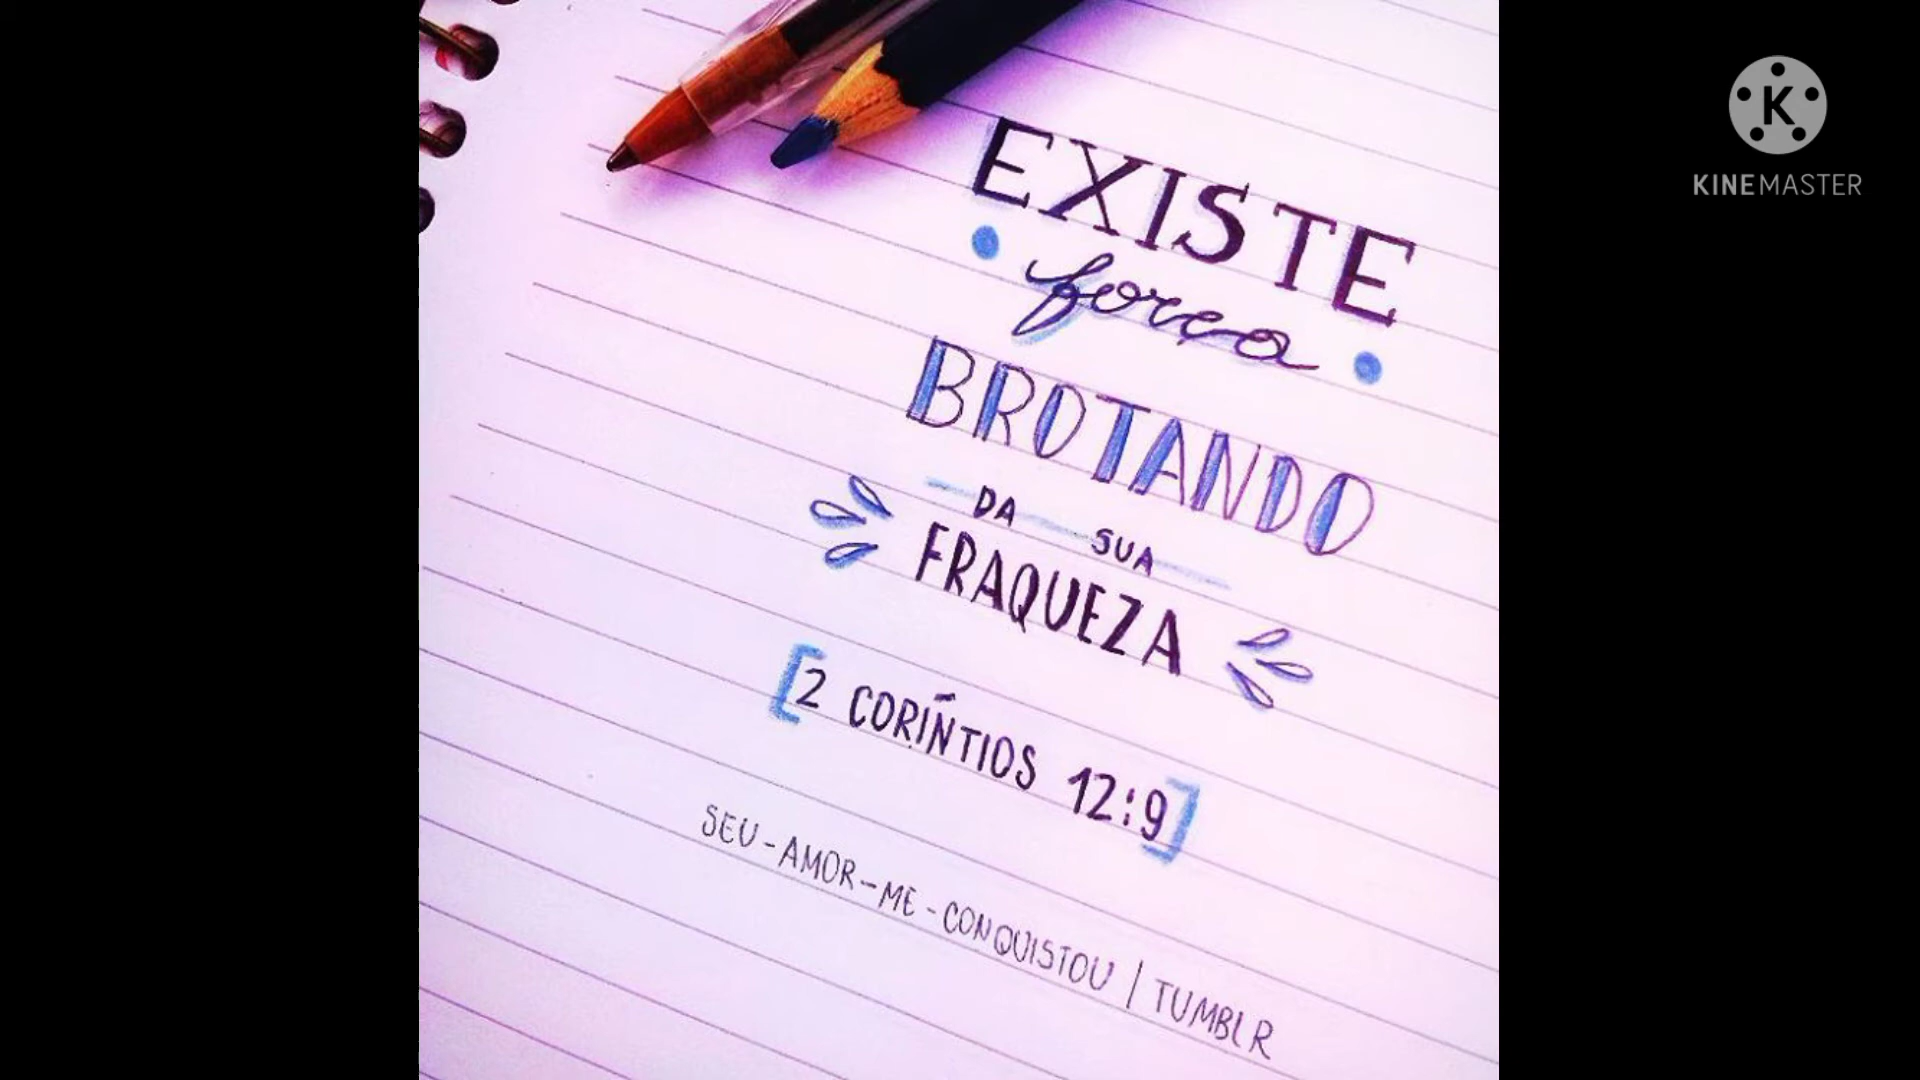 EXISTE
força
BROTANDO
DA SUA
FRAQUEZA
[2 CORÍNTIOS 12:9]
SEU-AMOR-ME-CONQUISTOU | TUMBLR
K
KINEMASTER